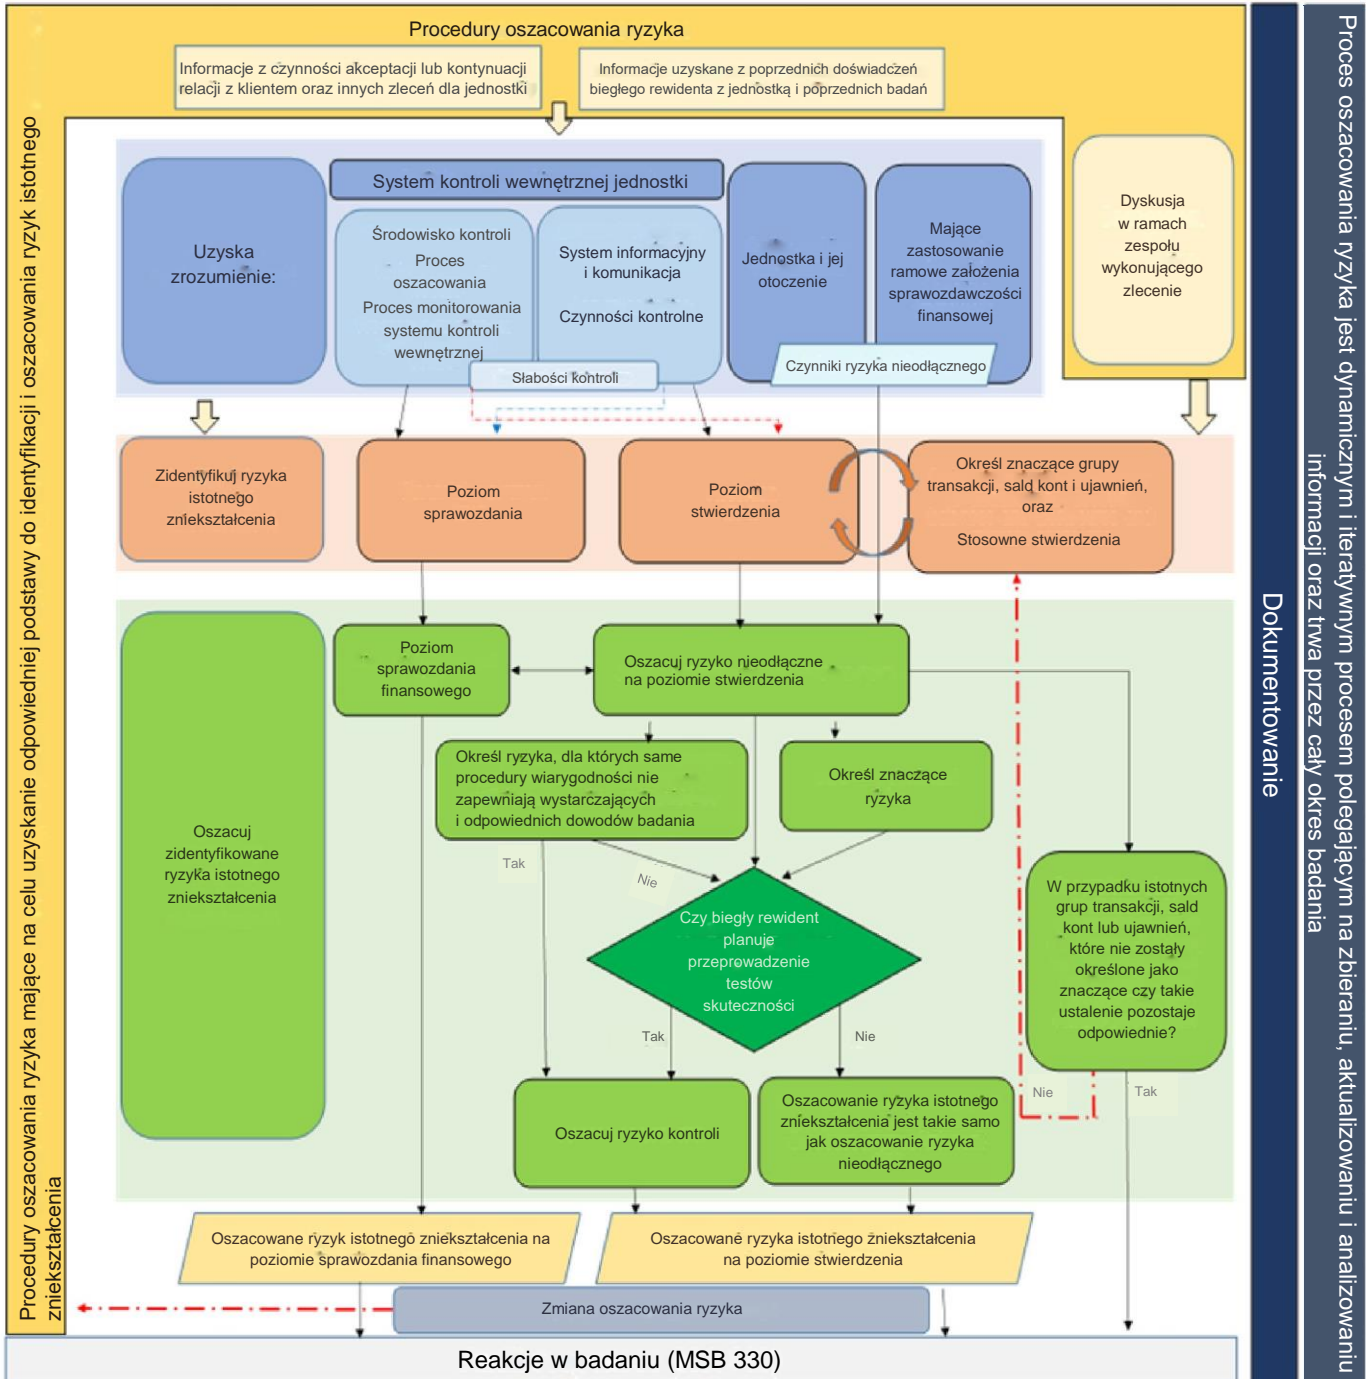 Procedury oszacowania ryzyka
Informacje z czynności akceptacji lub kontynuacji
relacji z klientem oraz innych zleceń dla jednostki
Informacje uzyskane z poprzednich doświadczeń
biegłego rewidenta z jednostką i poprzednich badań
Procedury oszacowania ryzyka mające na celu uzyskanie odpowiedniej podstawy do identyfikacji i oszacowania ryzyk istotnego
zniekształcenia
Uzyska
zrozumienie:
System kontroli wewnętrznej jednostki
Środowisko kontroli
Proces
oszacowania
Proces monitorowania
systemu kontroli
wewnętrznej
System informacyjny
i komunikacja
Czynności kontrolne
Słabości kontroli
Jednostka i jej
otoczenie
Mające
zastosowanie
ramowe założenia
sprawozdawczości
finansowej
Czynniki ryzyka nieodłącznego
Dyskusja
w ramach
zespołu
wykonującego
zlecenie
Zidentyfikuj ryzyka
istotnego
zniekształcenia
Poziom
sprawozdania
Poziom
stwierdzenia
Określ znaczące grupy
transakcji, sald kont i ujawnień,
oraz
Stosowne stwierdzenia
Oszacuj
zidentyfikowane
ryzyka istotnego
zniekształcenia
Poziom
sprawozdania
finansowego
Oszacuj ryzyko nieodłączne
na poziomie stwierdzenia
Określ ryzyka, dla których same
procedury wiarygodności nie
zapewniają wystarczających
i odpowiednich dowodów badania
Określ znaczące
ryzyka
Tak
Nie
Czy biegły rewident
planuje
przeprowadzenie
testów
skuteczności
W przypadku istotnych
grup transakcji, sald
kont lub ujawnień,
które nie zostały
określone jako
znaczące czy takie
ustalenie pozostaje
odpowiednie?
Tak
Nie
Nie
Tak
Oszacuj ryzyko kontroli
Oszacowanie ryzyka istotnego
zniekształcenia jest takie samo
jak oszacowanie ryzyka
nieodłącznego
Oszacowane ryzyk istotnego zniekształcenia na
poziomie sprawozdania finansowego
Oszacowane ryzyka istotnego zniekształcenia
na poziomie stwierdzenia
Zmiana oszacowania ryzyka
Reakcje w badaniu (MSB 330)
Dokumentowanie
Proces oszacowania ryzyka jest dynamicznym i iteratywnym procesem polegającym na zbieraniu, aktualizowaniu i analizowaniu
informacji oraz trwa przez cały okres badania